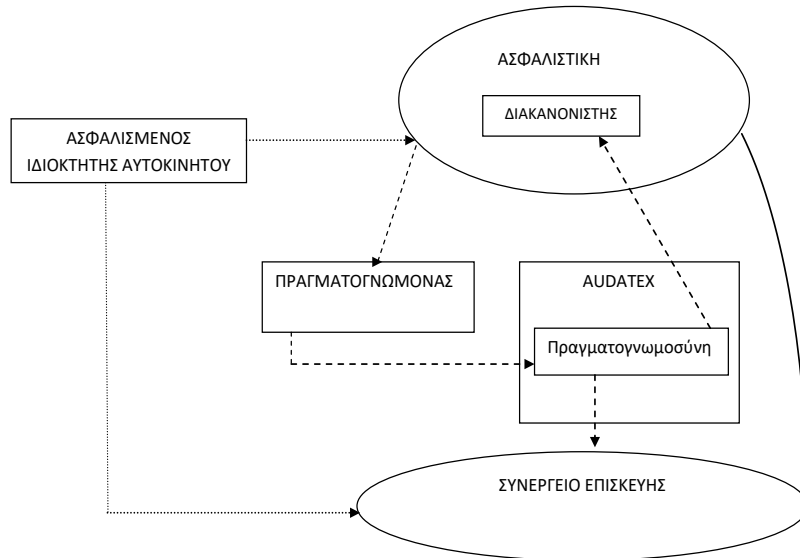 ΑΣΦΑΛΙΣΤΙΚΗ
ΔΙΑΚΑΝΟΝΙΣΤΗΣ
ΑΣΦΑΛΙΣΜΕΝΟΣ
ΙΔΙΟΚΤΗΤΗΣ ΑΥΤΟΚΙΝΗΤΟΥ
ΠΡΑΓΜΑΤΟΓΝΩΜΟΝΑΣ
AUDATEX
Πραγματογνωμοσύνη
ΣΥΝΕΡΓΕΙΟ ΕΠΙΣΚΕΥΗΣ